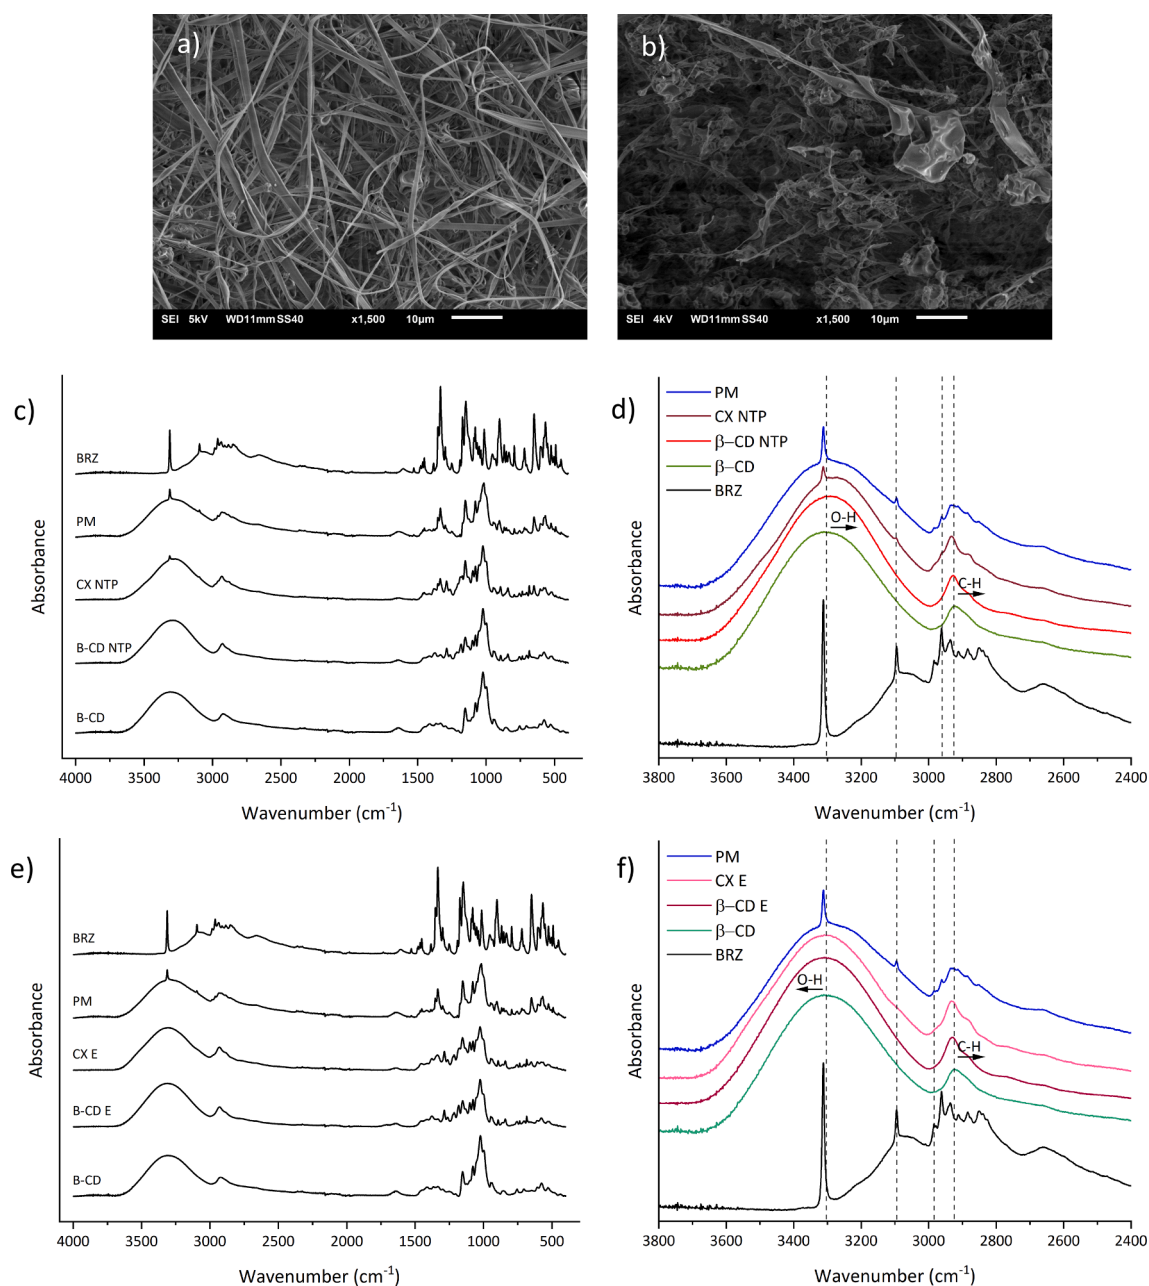 a)
SEI 5kV WD11mmSS40 x1,500 10µm
b)
SEI 4kV WD11mmSS40 x1,500 10µm
c)
BRZ
PM
CX NTP
B-CD NTP
B-CD
Absorbance
4000 3500 3000 2500 2000 1500 1000 500
Wavenumber (cm⁻¹)
d)
PM
CX NTP
β−CD NTP
β−CD
BRZ
O-H
C-H
Absorbance
3800 3600 3400 3200 3000 2800 2600 2400
Wavenumber (cm⁻¹)
e)
BRZ
PM
CX E
B-CD E
B-CD
Absorbance
4000 3500 3000 2500 2000 1500 1000 500
Wavenumber (cm⁻¹)
f)
PM
CX E
β−CD E
β−CD
BRZ
O-H
C-H
Absorbance
3800 3600 3400 3200 3000 2800 2600 2400
Wavenumber (cm⁻¹)